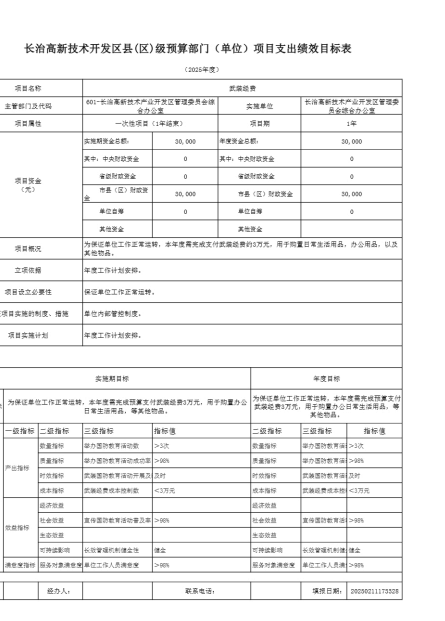 长治高新技术开发区县(区)级预算部门（单位）项目支出绩效目标表
（2025年度）
项目名称 武装经费
主管部门及代码 601-长治高新技术产业开发区管理委员会综合办公室 实施单位 长治高新技术产业开发区管理委员会综合办公室
项目属性 一次性项目（1年结束） 项目期 1年
项目资金（元） 实施期资金总额: 30,000 年度资金总额: 30,000
其中: 中央财政资金 0 其中: 中央财政资金 0
省级财政资金 0 省级财政资金 0
市县（区）财政资金 30,000 市县（区）财政资金 30,000
单位自筹 0 单位自筹 0
其他资金 其他资金
项目概况 为保证单位工作正常运转，本年度需完成支付武装经费约3万元，用于购置日常生活用品，办公用品，以及其他物品。
立项依据 年度工作计划安排。
项目设立必要性 保证单位工作正常运转。
项目实施的制度、措施 单位内部管控制度。
项目实施计划 年度工作计划安排。
实施期目标 年度目标
为保证单位工作正常运转，本年度需完成预算支付武装经费3万元，用于购置办公日常生活用品，等其他物品。 为保证单位工作正常运转，本年度需完成预算支付武装经费3万元，用于购置办公日常生活用品，等其他物品。
一级指标 二级指标 三级指标 指标值 二级指标 三级指标 指标值
产出指标 数量指标 举办国防教育活动数 >3次 数量指标 举办国防教育活 >3次
质量指标 举办国防教育活动成功率 >98% 质量指标 举办国防教育活 >98%
时效指标 武装国防教育活动开展及 及时 时效指标 武装国防教育活 及时
成本指标 武装经费成本控制数 <3万元 成本指标 武装经费成本控 <3万元
效益指标 经济效益 经济效益
社会效益 宣传国防教育活动普及率 >98% 社会效益 宣传国防教育活 >98%
生态效益 生态效益
可持续影响 长效管理机制健全性 健全 可持续影响 长效管理机制健 健全
满意度指标 服务对象满意度 单位工作人员满意度 >98% 服务对象满意度 单位工作人员满 >98%
经办人: 联系电话: 填报日期: 20250211175328